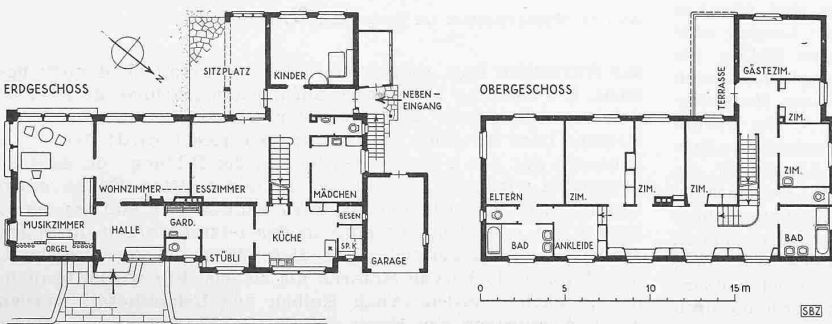 ERDGESCHOSS
N
SITZPLATZ
KINDER
NEBEN-
EINGANG
WOHNZIMMER
ESSZIMMER
MÄDCHEN
MUSIKZIMMER
ORGEL
HALLE
GARD.
STÜBLI
KÜCHE
BESEN
SP.K
GARAGE
OBERGESCHOSS
TERRASSE
GÄSTEZIM.
ZIM.
ZIM.
ELTERN
ZIM.
ZIM.
ZIM.
BAD
ANKLEIDE
BAD
0 5 10 15 m
SBZ